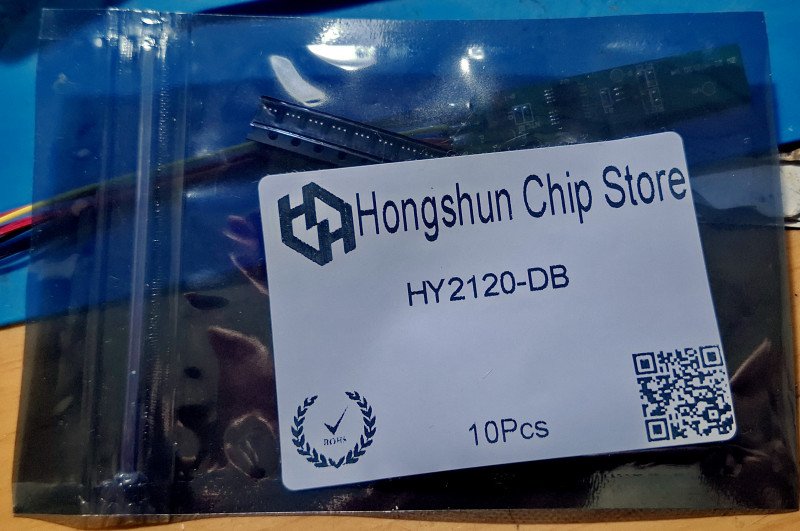 Hongshun Chip Store
HY2120-DB
ROHS
10Pcs